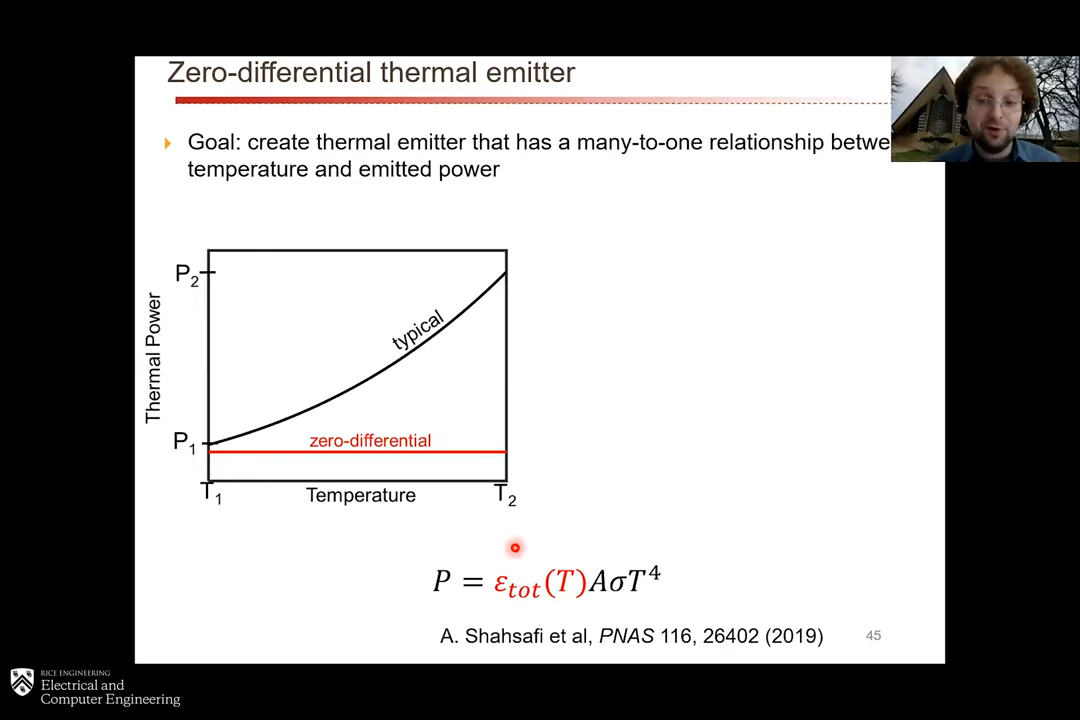 Zero-differential thermal emitter
Goal: create thermal emitter that has a many-to-one relationship betwe
temperature and emitted power
P2
typical
Thermal Power
P1
zero-differential
T1
Temperature
T2
P = εtot(T)AσT⁴
A. Shahsafi et al, PNAS 116, 26402 (2019)
45
RICE ENGINEERING
Electrical and
Computer Engineering